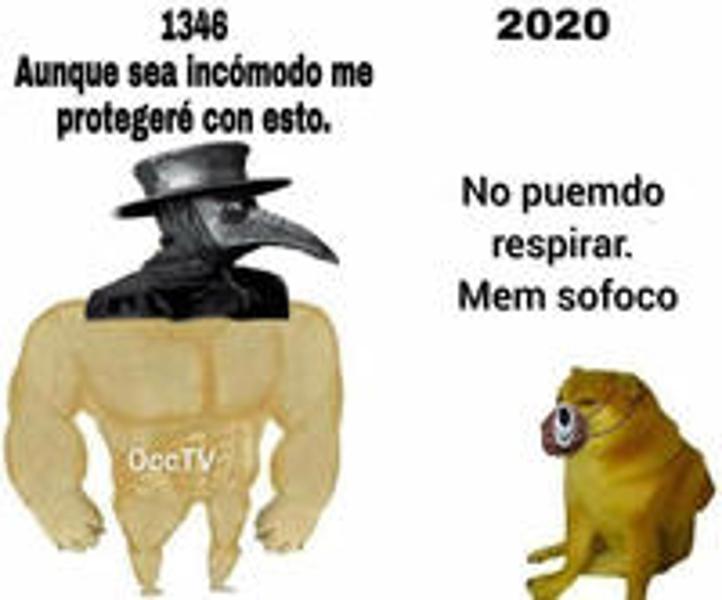 1346
Aunque sea incómodo me
protegeré con esto.
2020
No puemdo
respirar.
Mem sofoco
OccTV